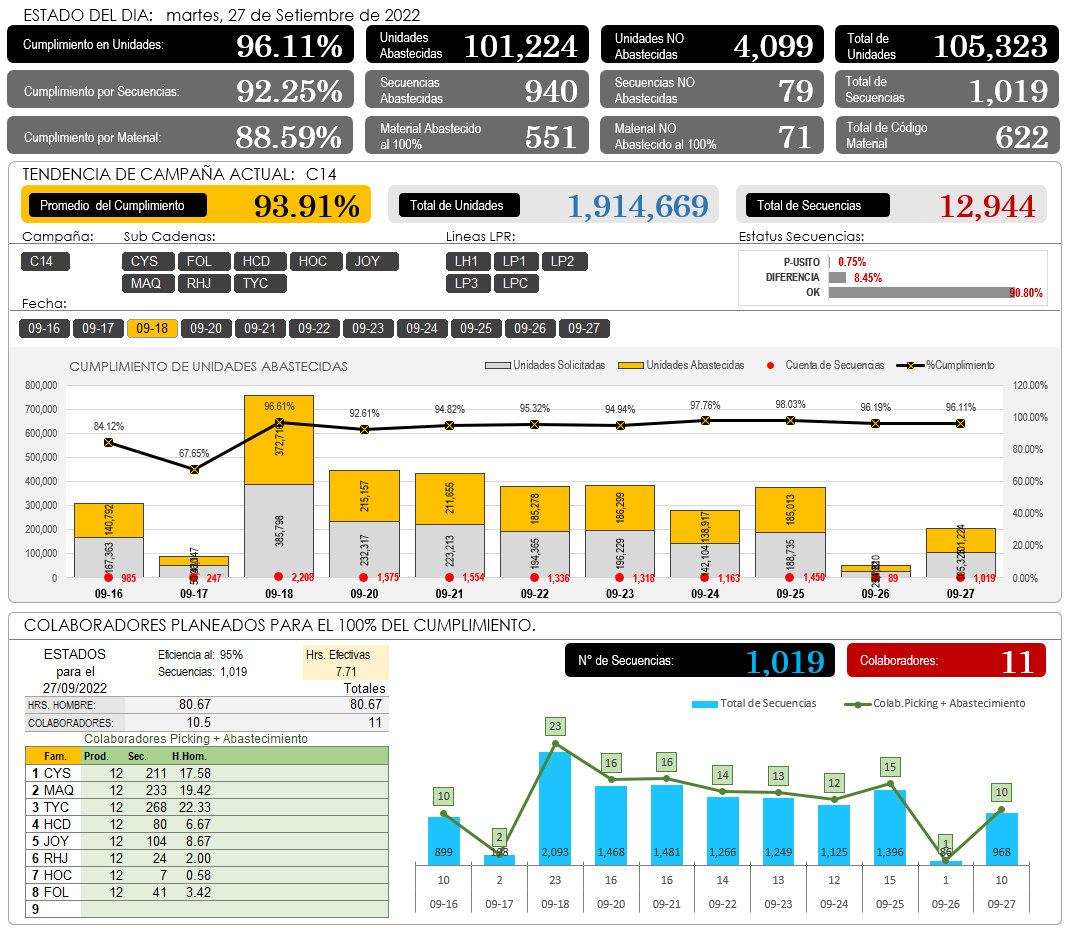 ESTADO DEL DIA: martes, 27 de Setiembre de 2022
Cumplimiento en Unidades: 96.11%
Unidades Abastecidas 101,224
Unidades NO Abastecidas 4,099
Total de Unidades 105,323
Cumplimiento por Secuencias: 92.25%
Secuencias Abastecidas 940
Secuencias NO Abastecidas 79
Total de Secuencias 1,019
Cumplimiento por Material: 88.59%
Material Abastecido al 100% 551
Material NO Abastecido al 100% 71
Total de Código Material 622
TENDENCIA DE CAMPAÑA ACTUAL: C14
Promedio del Cumplimiento 93.91%
Total de Unidades 1,914,669
Total de Secuencias 12,944
Campaña: Sub Cadenas: Lineas LPR: Estatus Secuencias:
C14 CYS FOL HCD HOC JOY LH1 LP1 LP2
MAQ RHJ TYC LP3 LPC
P-USITO 0.75%
DIFERENCIA 8.45%
OK 90.80%
Fecha:
09-16 09-17 09-18 09-20 09-21 09-22 09-23 09-24 09-25 09-26 09-27
CUMPLIMIENTO DE UNIDADES ABASTECIDAS
Unidades Solicitadas Unidades Abastecidas Cuenta de Secuencias %Cumplimiento
800,000
700,000
600,000
500,000
400,000
300,000
200,000
100,000
0
120.00%
100.00%
80.00%
60.00%
40.00%
20.00%
0.00%
84.12% 67.65% 96.61% 92.61% 94.82% 95.32% 94.94% 97.76% 98.03% 96.19% 96.11%
140,792 215,157 211,655 185,278 186,299 138,917 185,013
167,363 385,798 232,317 223,213 194,365 196,229 142,104 188,735
985 247 2,208 1,575 1,554 1,336 1,318 1,163 1,450 89 1,019
09-16 09-17 09-18 09-20 09-21 09-22 09-23 09-24 09-25 09-26 09-27
COLABORADORES PLANEADOS PARA EL 100% DEL CUMPLIMIENTO.
ESTADOS
para el
27/09/2022
Eficiencia al: 95%
Secuencias: 1,019
Hrs. Efectivas
7.71
Totales
HRS. HOMBRE: 80.67 80.67
COLABORADORES: 10.5 11
Colaboradores Picking + Abastecimiento
Fam. Prod. Sec. H.Hom.
1 CYS 12 211 17.58
2 MAQ 12 233 19.42
3 TYC 12 268 22.33
4 HCD 12 80 6.67
5 JOY 12 104 8.67
6 RHJ 12 24 2.00
7 HOC 12 7 0.58
8 FOL 12 41 3.42
9
N° de Secuencias: 1,019
Colaboradores: 11
Total de Secuencias Colab.Picking + Abastecimiento
10 2 23 16 16 14 13 12 15 1 10
899 2,093 1,468 1,481 1,266 1,249 1,125 1,396 968
10 2 23 16 16 14 13 12 15 1 10
09-16 09-17 09-18 09-20 09-21 09-22 09-23 09-24 09-25 09-26 09-27